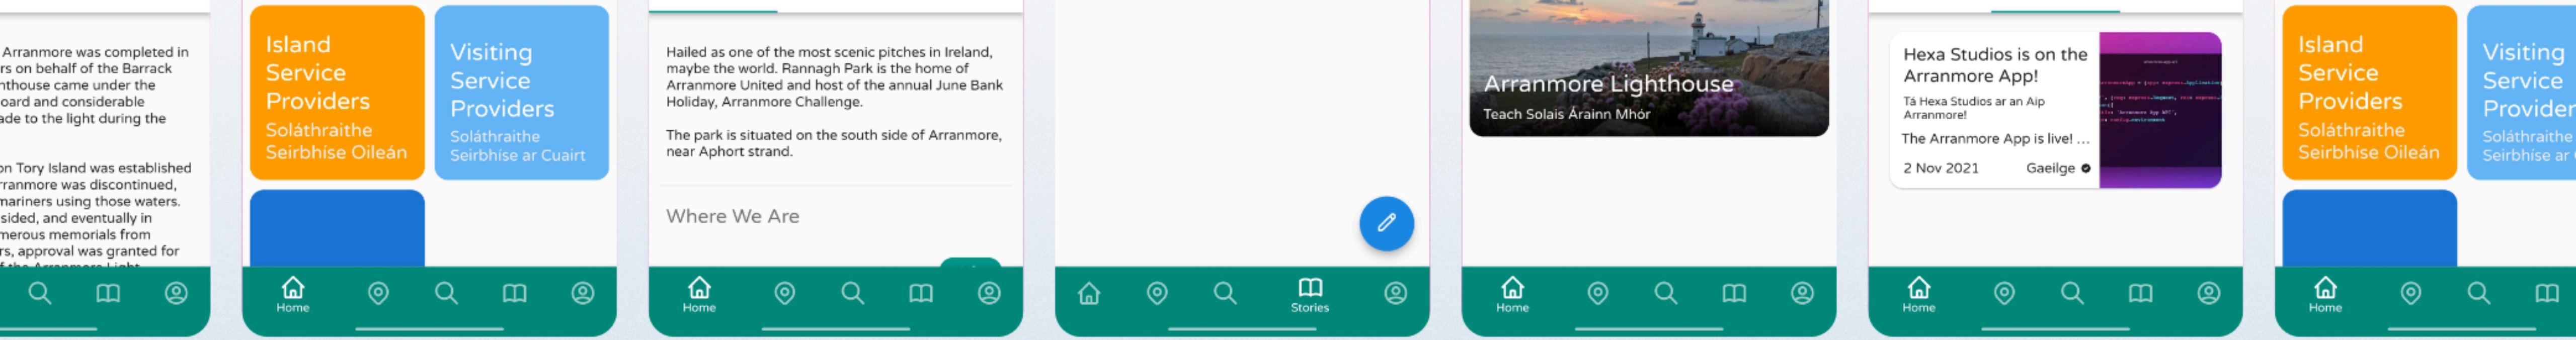 Arranmore was completed in
rs on behalf of the Barrack
nthouse came under the
oard and considerable
ade to the light during the
on Tory Island was established
rranmore was discontinued,
mariners using those waters.
sided, and eventually in
merous memorials from
rs, approval was granted for
Island
Service
Providers
Soláthraithe
Seirbhíse Oileán
Visiting
Service
Providers
Soláthraithe
Seirbhíse ar Cuairt
Home
Hailed as one of the most scenic pitches in Ireland,
maybe the world. Rannagh Park is the home of
Arranmore United and host of the annual June Bank
Holiday, Arranmore Challenge.
The park is situated on the south side of Arranmore,
near Aphort strand.
Where We Are
Home
Stories
Arranmore Lighthouse
Teach Solais Árainn Mhór
Home
Hexa Studios is on the
Arranmore App!
Tá Hexa Studios ar an Aip
Arranmore!
The Arranmore App is live! ...
2 Nov 2021 Gaeilge
Home
Island
Service
Providers
Soláthraithe
Seirbhíse Oileán
Visiting
Service
Provider
Soláthraithe
Seirbhíse ar
Home